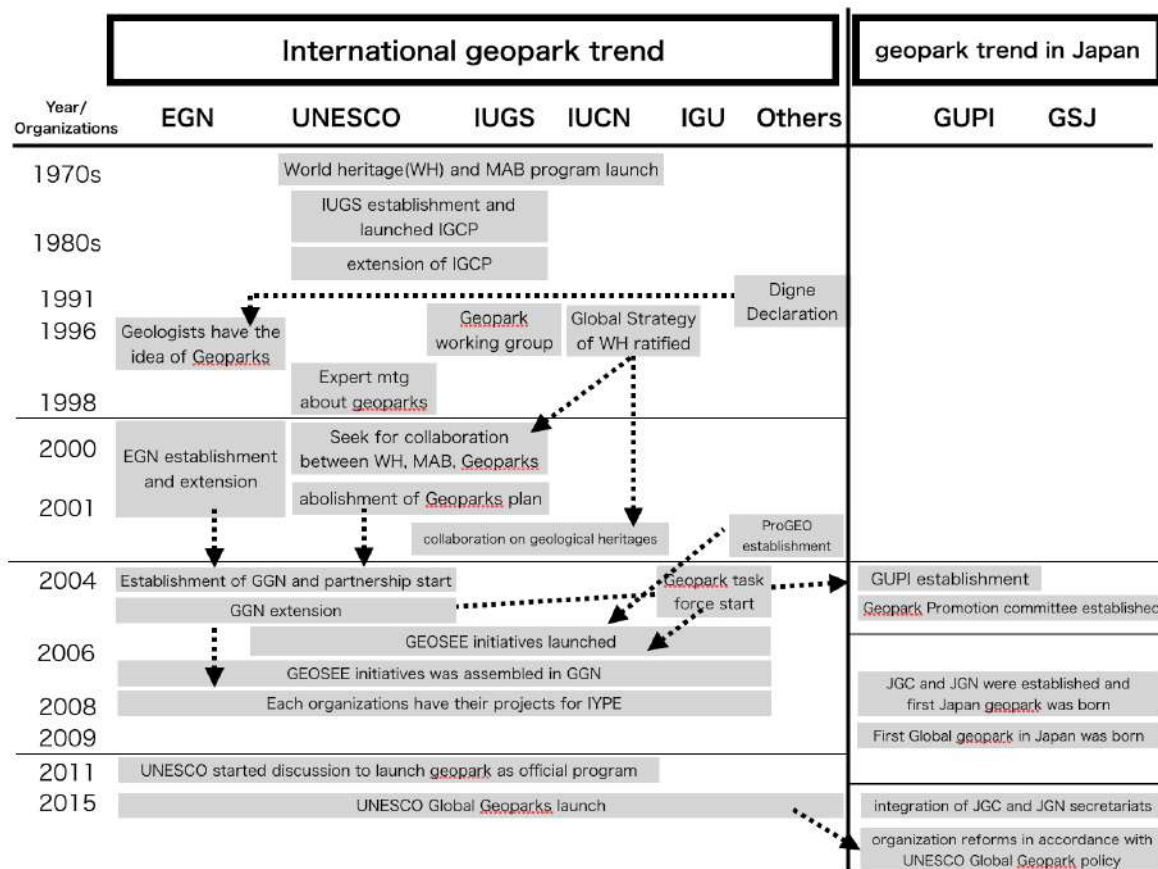 International geopark trend
geopark trend in Japan
Year/
Organizations
EGN
UNESCO
IUGS
IUCN
IGU
Others
GUPI
GSJ
1970s
World heritage(WH) and MAB program launch
IUGS establishment and
launched IGCP
1980s
extension of IGCP
1991
Digne
Declaration
1996
Geologists have the
idea of Geoparks
Geopark
working group
Global Strategy
of WH ratified
Expert mtg
about geoparks
1998
2000
EGN establishment
and extension
Seek for collaboration
between WH, MAB, Geoparks
2001
abolishment of Geoparks plan
collaboration on geological heritages
ProGEO
establishment
2004
Establishment of GGN and partnership start
Geopark task
force start
GUPI establishment
GGN extension
Geopark Promotion committee established
GEOSEE initiatives launched
2006
GEOSEE initiatives was assembled in GGN
2008
Each organizations have their projects for IYPE
JGC and JGN were established and
first Japan geopark was born
2009
First Global geopark in Japan was born
2011
UNESCO started discussion to launch geopark as official program
2015
UNESCO Global Geoparks launch
integration of JGC and JGN secretariats
organization reforms in accordance with
UNESCO Global Geopark policy